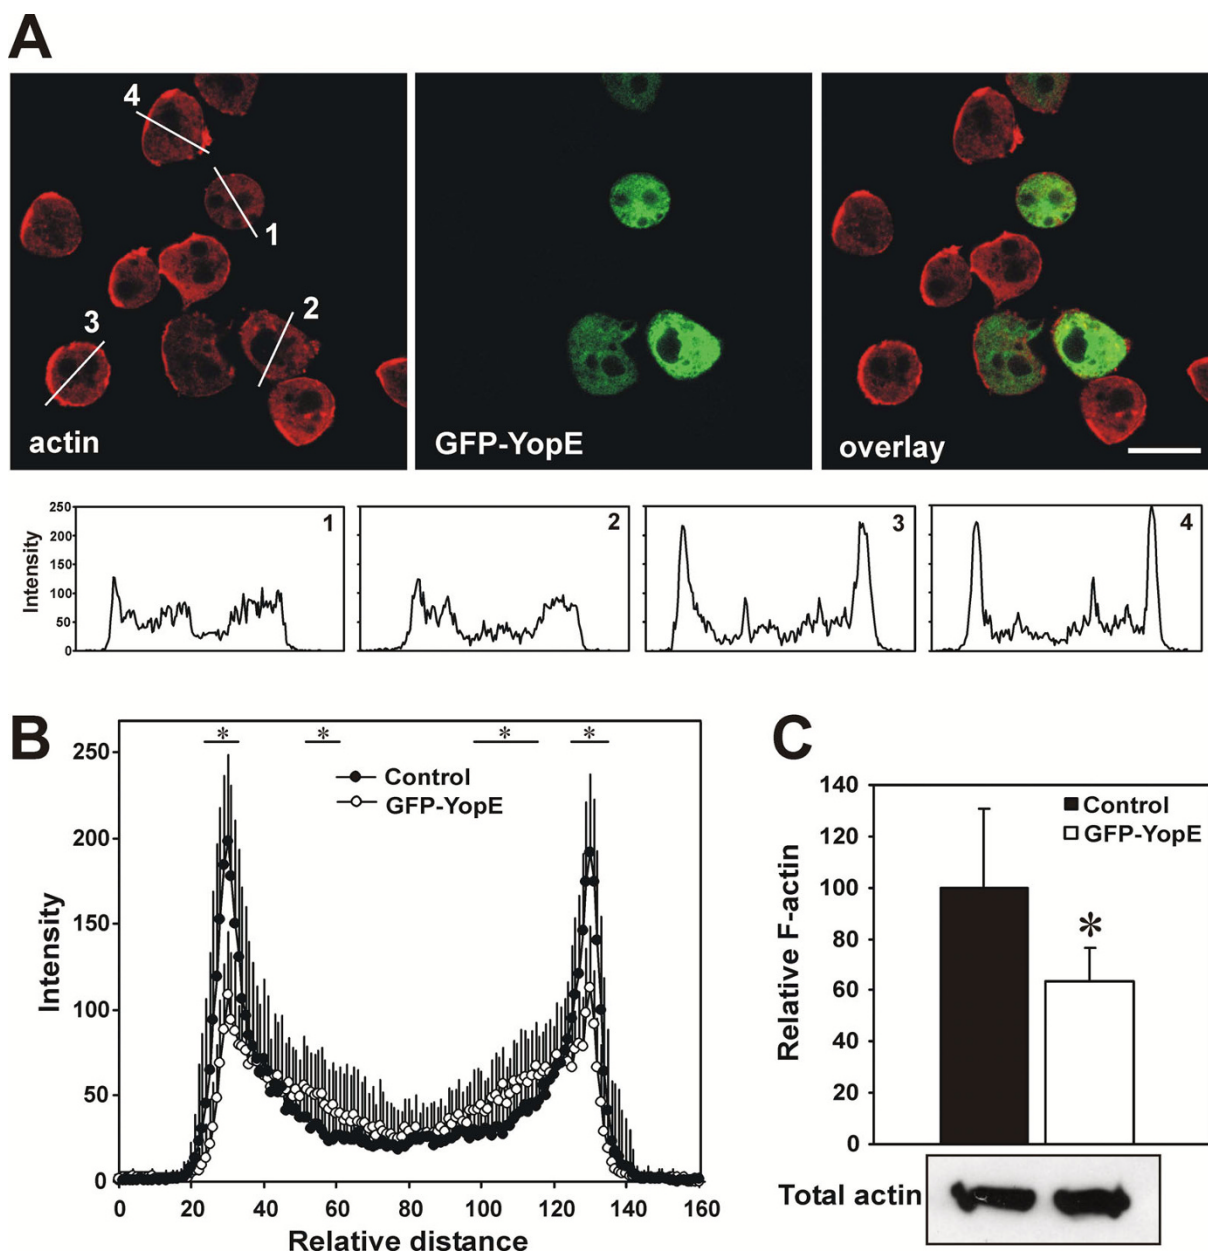 A
4
1
2
3
actin
GFP-YopE
overlay
250
200
150
100
50
0
Intensity
1
2
3
4
B
250
200
150
100
50
0
Intensity
* * * *
Control
GFP-YopE
0 20 40 60 80 100 120 140 160
Relative distance
C
140
120
100
80
60
40
20
0
Relative F-actin
Control
GFP-YopE
*
Total actin